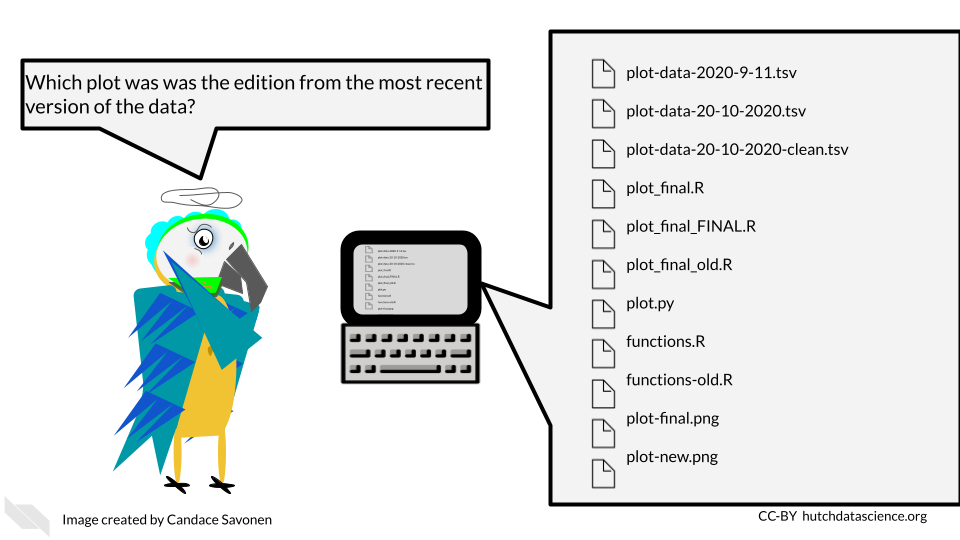 Which plot was was the edition from the most recent
version of the data?
plot-data-2020-9-11.tsv
plot-data-20-10-2020.tsv
plot-data-20-10-2020-clean.tsv
plot_final.R
plot_final_FINAL.R
plot_final_old.R
plot.py
functions.R
functions-old.R
plot-final.png
plot-new.png
Image created by Candace Savonen
CC-BY hutchdatascience.org